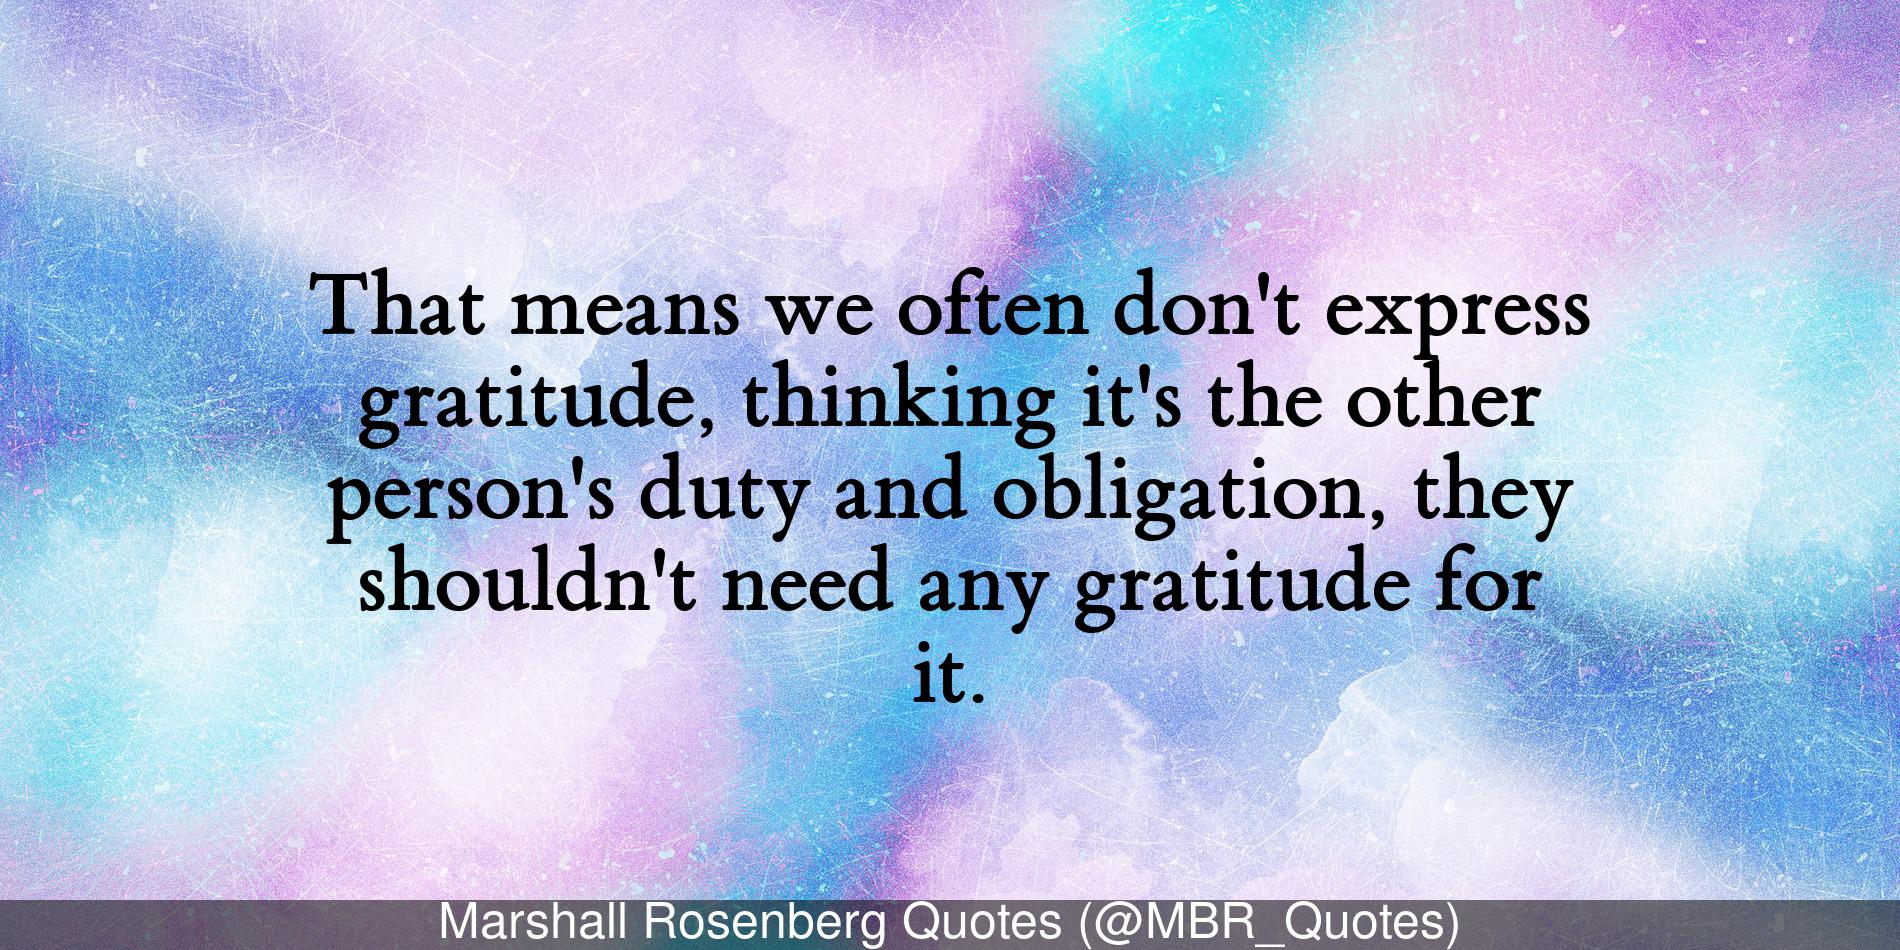 That means we often don't express
gratitude, thinking it's the other
person's duty and obligation, they
shouldn't need any gratitude for
it.
Marshall Rosenberg Quotes (@MBR_Quotes)